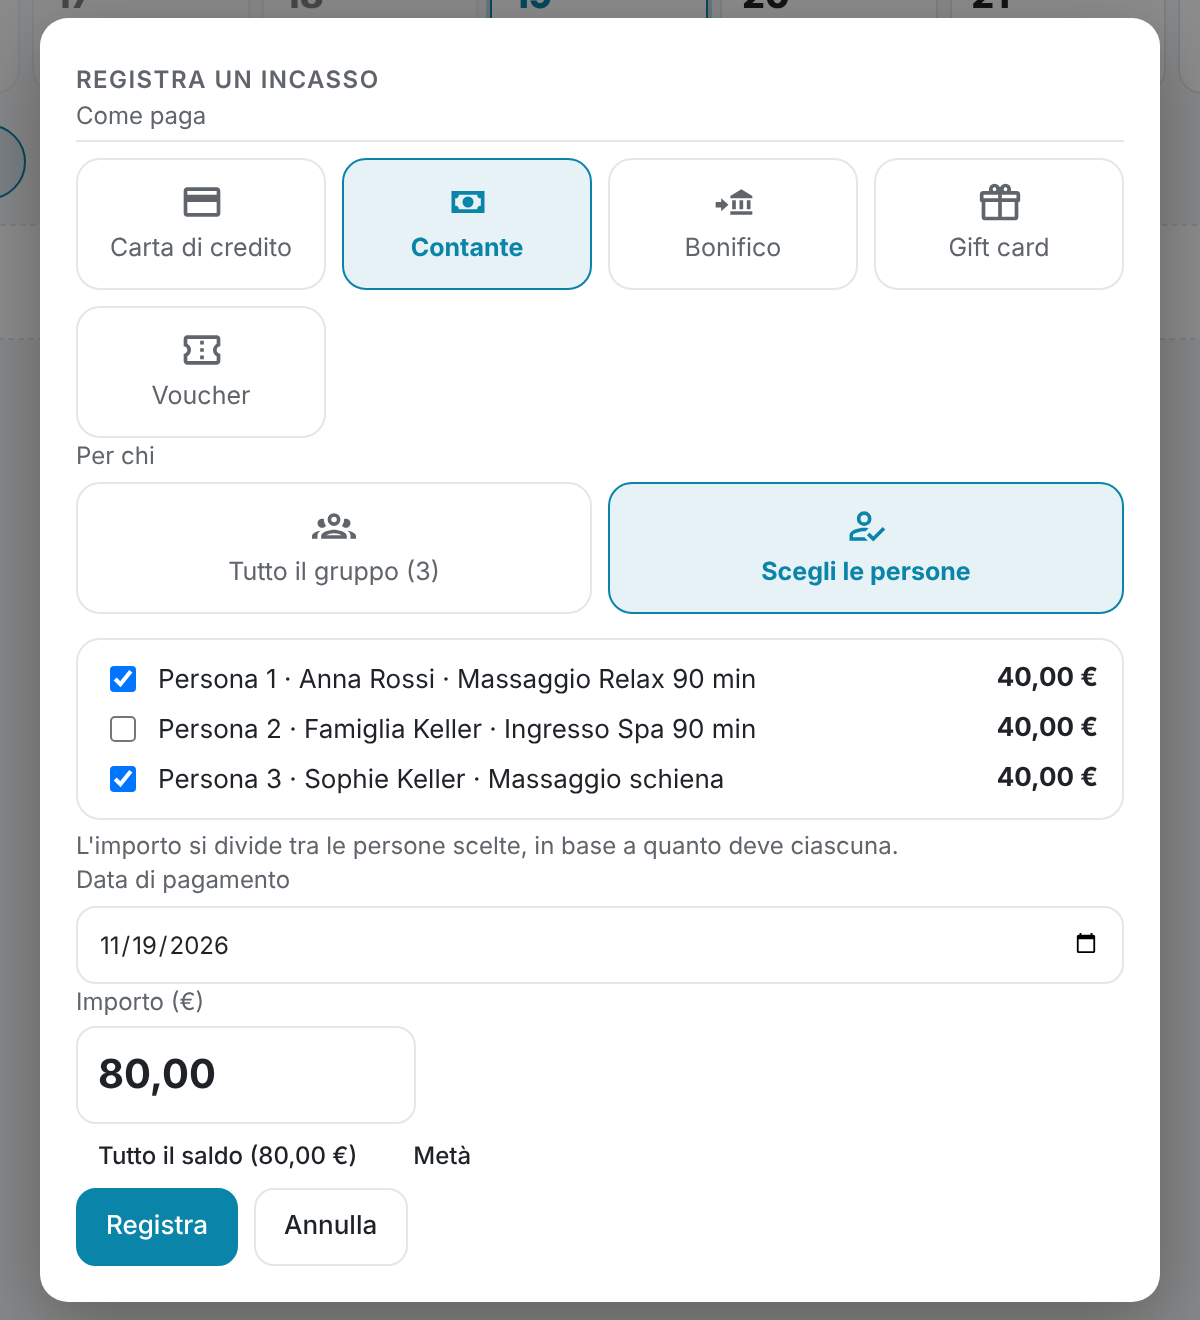 REGISTRA UN INCASSO
Come paga
Carta di credito
Contante
Bonifico
Gift card
Voucher
Per chi
Tutto il gruppo (3)
Scegli le persone
Persona 1 · Anna Rossi · Massaggio Relax 90 min 40,00 €
Persona 2 · Famiglia Keller · Ingresso Spa 90 min 40,00 €
Persona 3 · Sophie Keller · Massaggio schiena 40,00 €
L'importo si divide tra le persone scelte, in base a quanto deve ciascuna.
Data di pagamento
11/19/2026
Importo (€)
80,00
Tutto il saldo (80,00 €) Metà
Registra Annulla